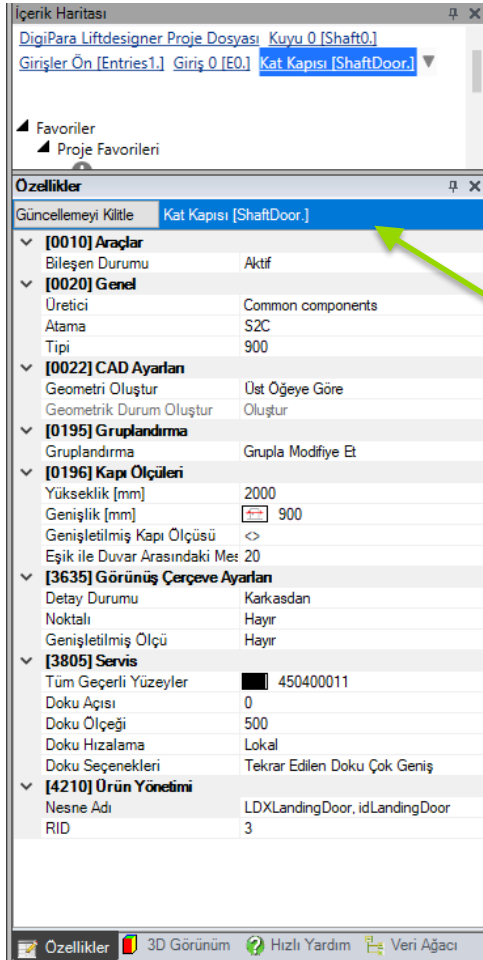 İçerik Haritası
DigiPara Liftdesigner Proje Dosyası Kuyu 0 [Shaft0.]
Girişler Ön [Entries1.] Giriş 0 [E0.] Kat Kapısı [ShaftDoor.]
Favoriler
Proje Favorileri
Özellikler
Güncellemeyi Kilitle Kat Kapısı [ShaftDoor.]
[0010] Araçlar
Bileşen Durumu Aktif
[0020] Genel
Üretici Common components
Atama S2C
Tipi 900
[0022] CAD Ayarları
Geometri Oluştur Üst Öğeye Göre
Geometrik Durum Oluştur Oluştur
[0195] Gruplandırma
Gruplandırma Grupla Modifiye Et
[0196] Kapı Ölçüleri
Yükseklik [mm] 2000
Genişlik [mm] 900
Genişletilmiş Kapı Ölçüsü <>
Eşik ile Duvar Arasındaki Mes 20
[3635] Görünüş Çerçeve Ayarları
Detay Durumu Karkasdan
Noktalı Hayır
Genişletilmiş Ölçü Hayır
[3805] Servis
Tüm Geçerli Yüzeyler 450400011
Doku Açısı 0
Doku Ölçeği 500
Doku Hızalama Lokal
Doku Seçenekleri Tekrar Edilen Doku Çok Geniş
[4210] Ürün Yönetimi
Nesne Adı LDXLandingDoor, idLandingDoor
RID 3
Özellikler 3D Görünüm Hızlı Yardım Veri Ağacı